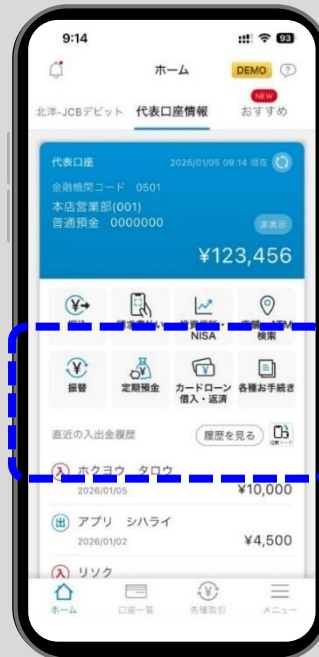 9:14
93
ホーム
DEMO
?
NEW
北洋-JCBデビット 代表口座情報 おすすめ
代表口座 2026/01/05 09:14 現在
金融機関コード 0501
本店営業部(001)
普通預金 0000000
非表示
¥123,456
NISA
検索
振替 定期預金 カードローン 各種お手続き
借入・返済
直近の入出金履歴 履歴を見る
入 ホクヨウ タロウ
2026/01/05 ¥10,000
出 アプリ シハライ
2026/01/02 ¥4,500
入 リソク
ホーム 口座一覧 各種取引 メニュー